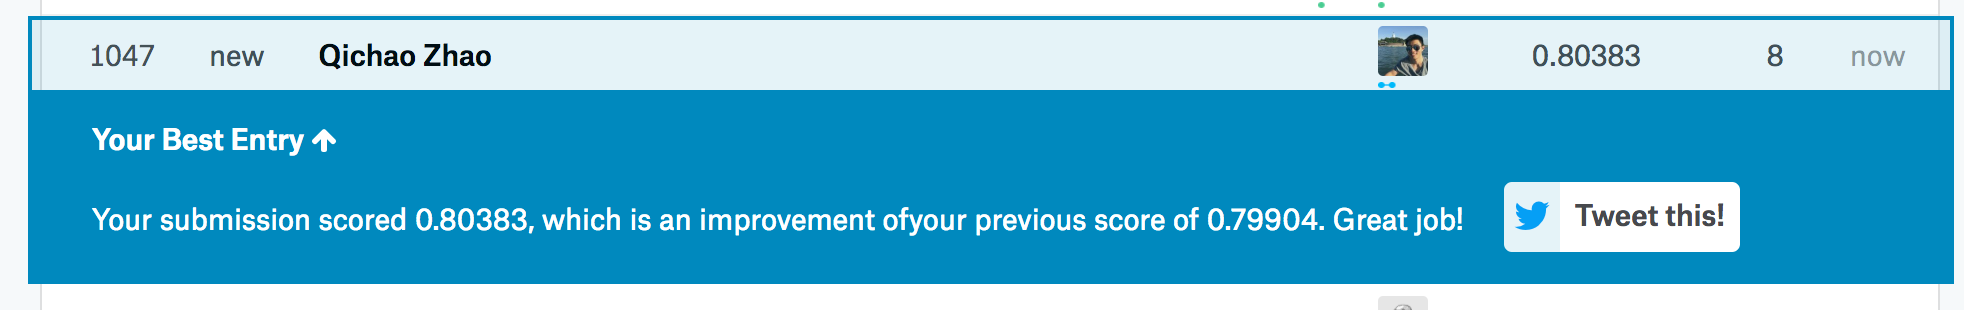 1047 new Qichao Zhao 0.80383 8 now
Your Best Entry
Your submission scored 0.80383, which is an improvement ofyour previous score of 0.79904. Great job! Tweet this!